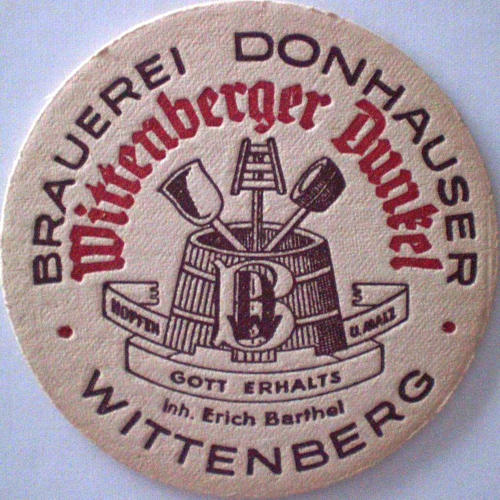 BRAUEREI DONHAUSER
Wittenberger Dunkel
HOPFEN U. MALZ
GOTT ERHALTS
Inh. Erich Barthel
WITTENBERG